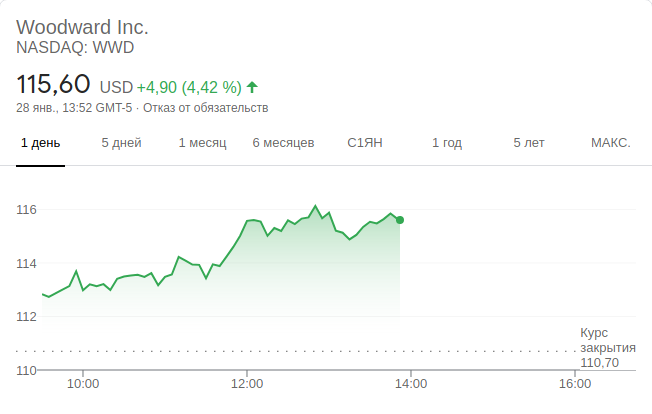 Woodward Inc.
NASDAQ: WWD
115,60 USD +4,90 (4,42 %)
28 янв., 13:52 GMT-5 · Отказ от обязательств
1 день 5 дней 1 месяц 6 месяцев С1ЯН 1 год 5 лет МАКС.
116
114
112
Курс
закрытия
110,70
110
10:00 12:00 14:00 16:00